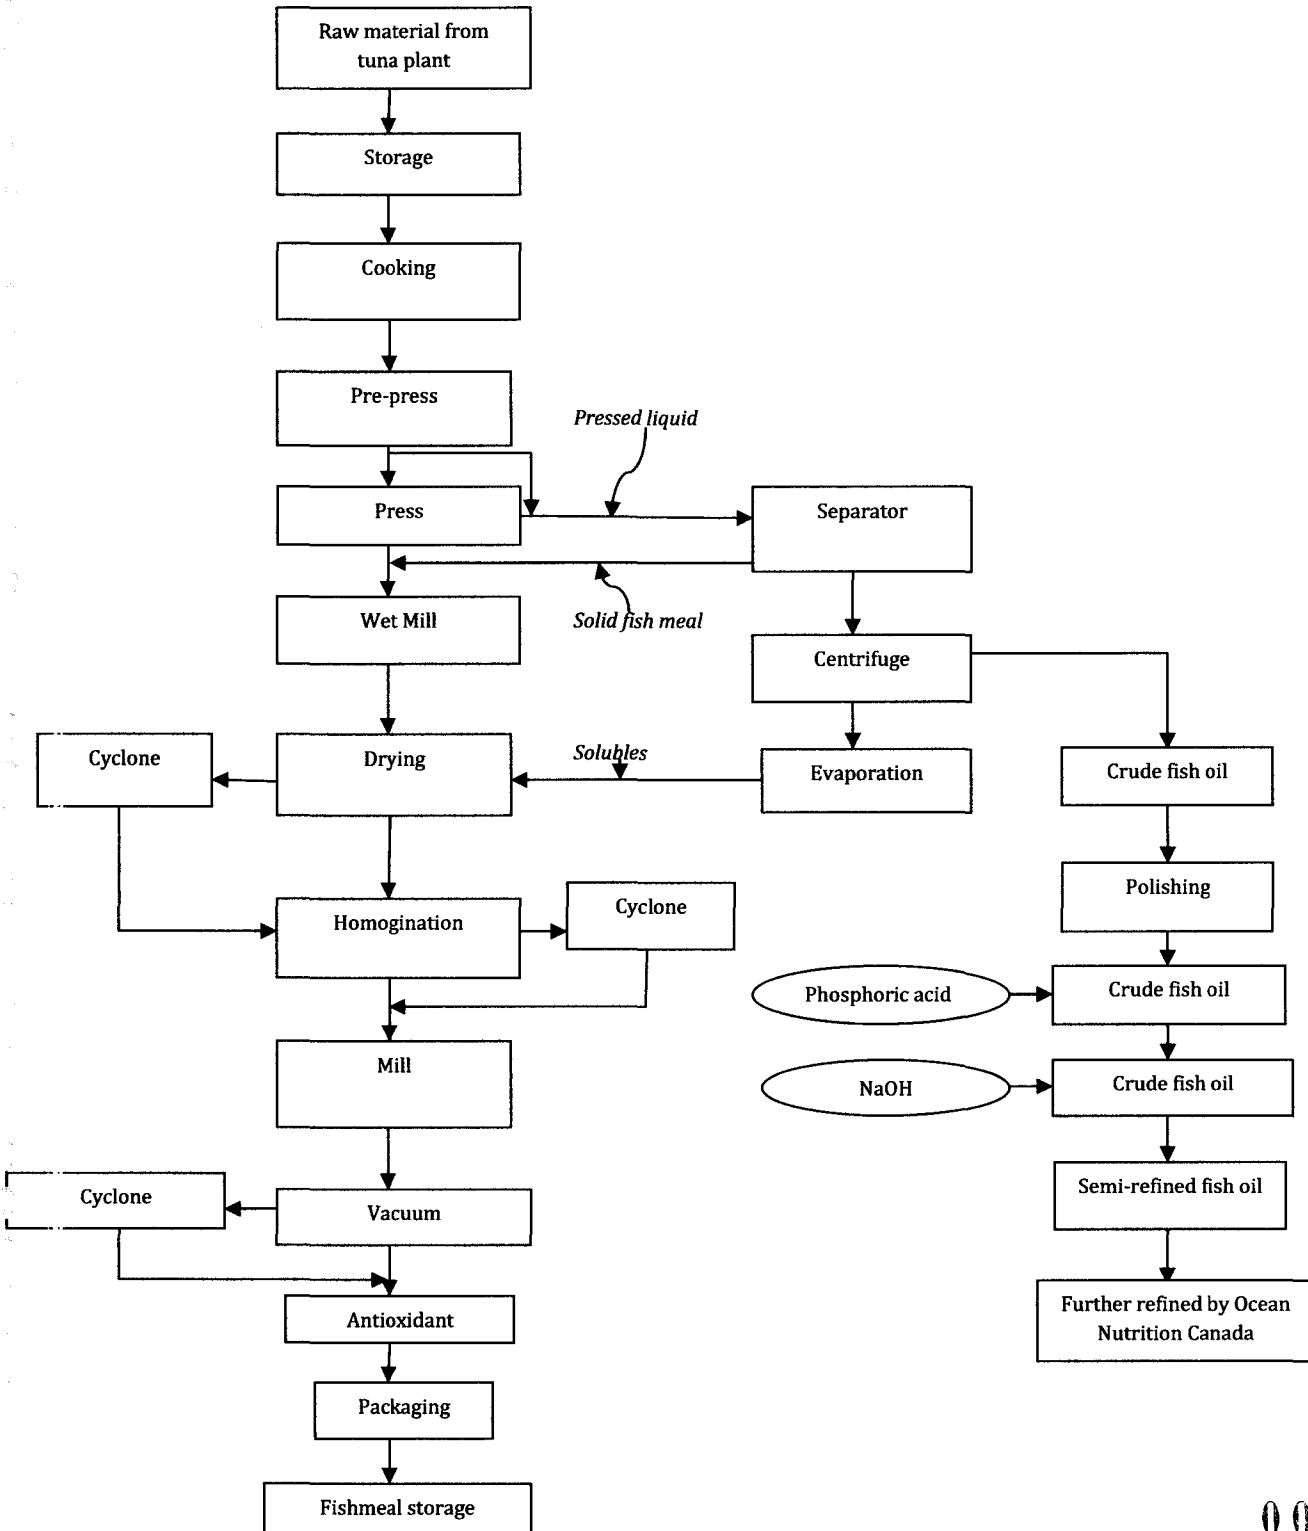 Raw material from
tuna plant
Storage
Cooking
Pre-press
Pressed liquid
Press
Separator
Solid fish meal
Wet Mill
Centrifuge
Cyclone
Drying
Solubles
Evaporation
Crude fish oil
Polishing
Homogination
Cyclone
Phosphoric acid
Crude fish oil
Mill
NaOH
Crude fish oil
Cyclone
Vacuum
Semi-refined fish oil
Antioxidant
Further refined by Ocean
Nutrition Canada
Packaging
Fishmeal storage